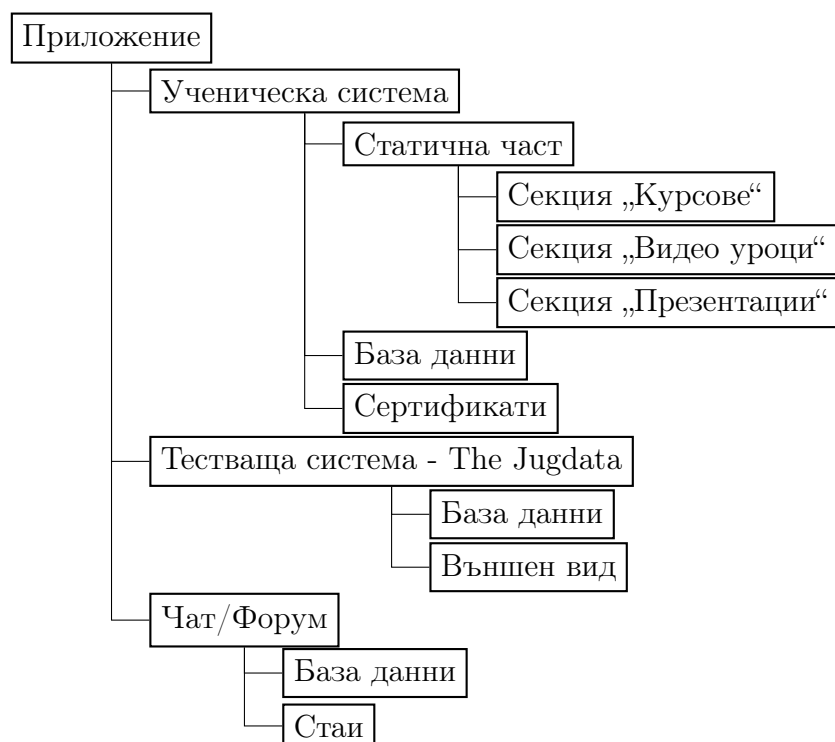 Приложение
Ученическа система
Статична част
Секция „Курсове“
Секция „Видео уроци“
Секция „Презентации“
База данни
Сертификати
Тестваща система - The Jugdata
База данни
Външен вид
Чат/Форум
База данни
Стаи